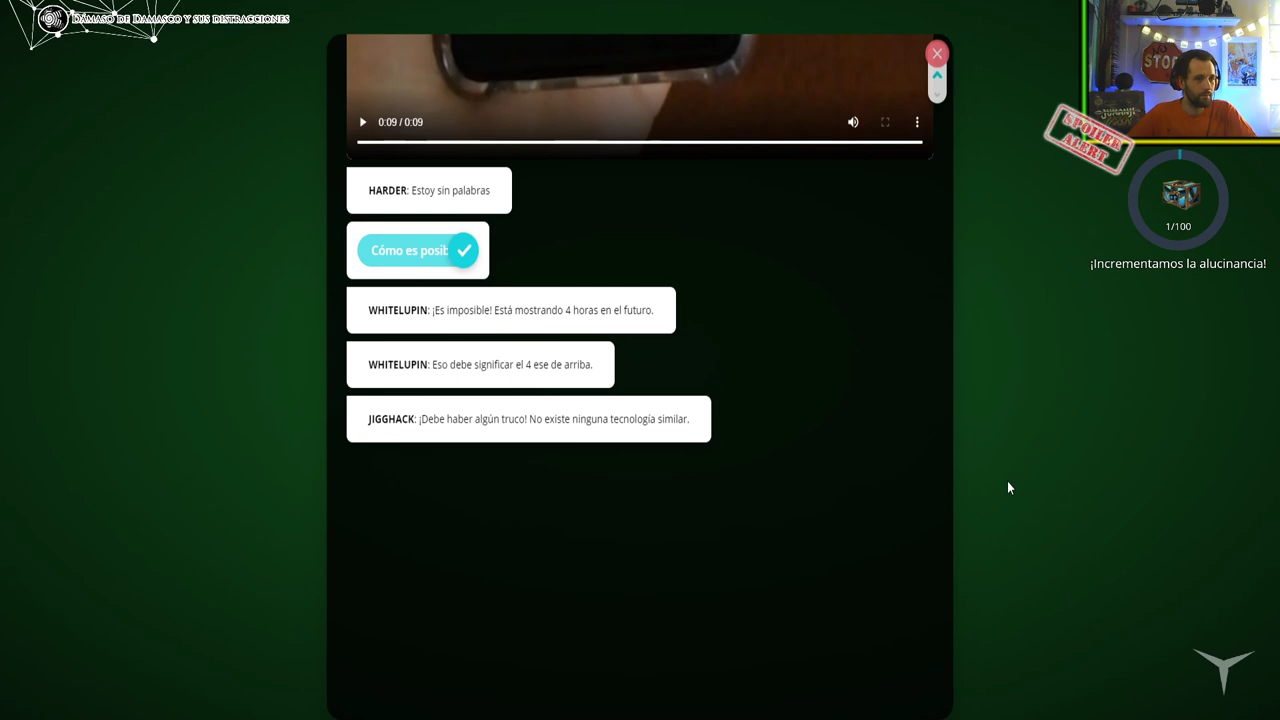 DÁMASO DE DAMASCO Y SUS DISTRACCIONES
STOP
JUMANJI
SPOILER
ALERT
0:09 / 0:09
1/100
¡Incrementamos la alucinancia!
HARDER: Estoy sin palabras
Cómo es posib
WHITELUPIN: ¡Es imposible! Está mostrando 4 horas en el futuro.
WHITELUPIN: Eso debe significar el 4 ese de arriba.
JIGGHACK: ¡Debe haber algún truco! No existe ninguna tecnología similar.